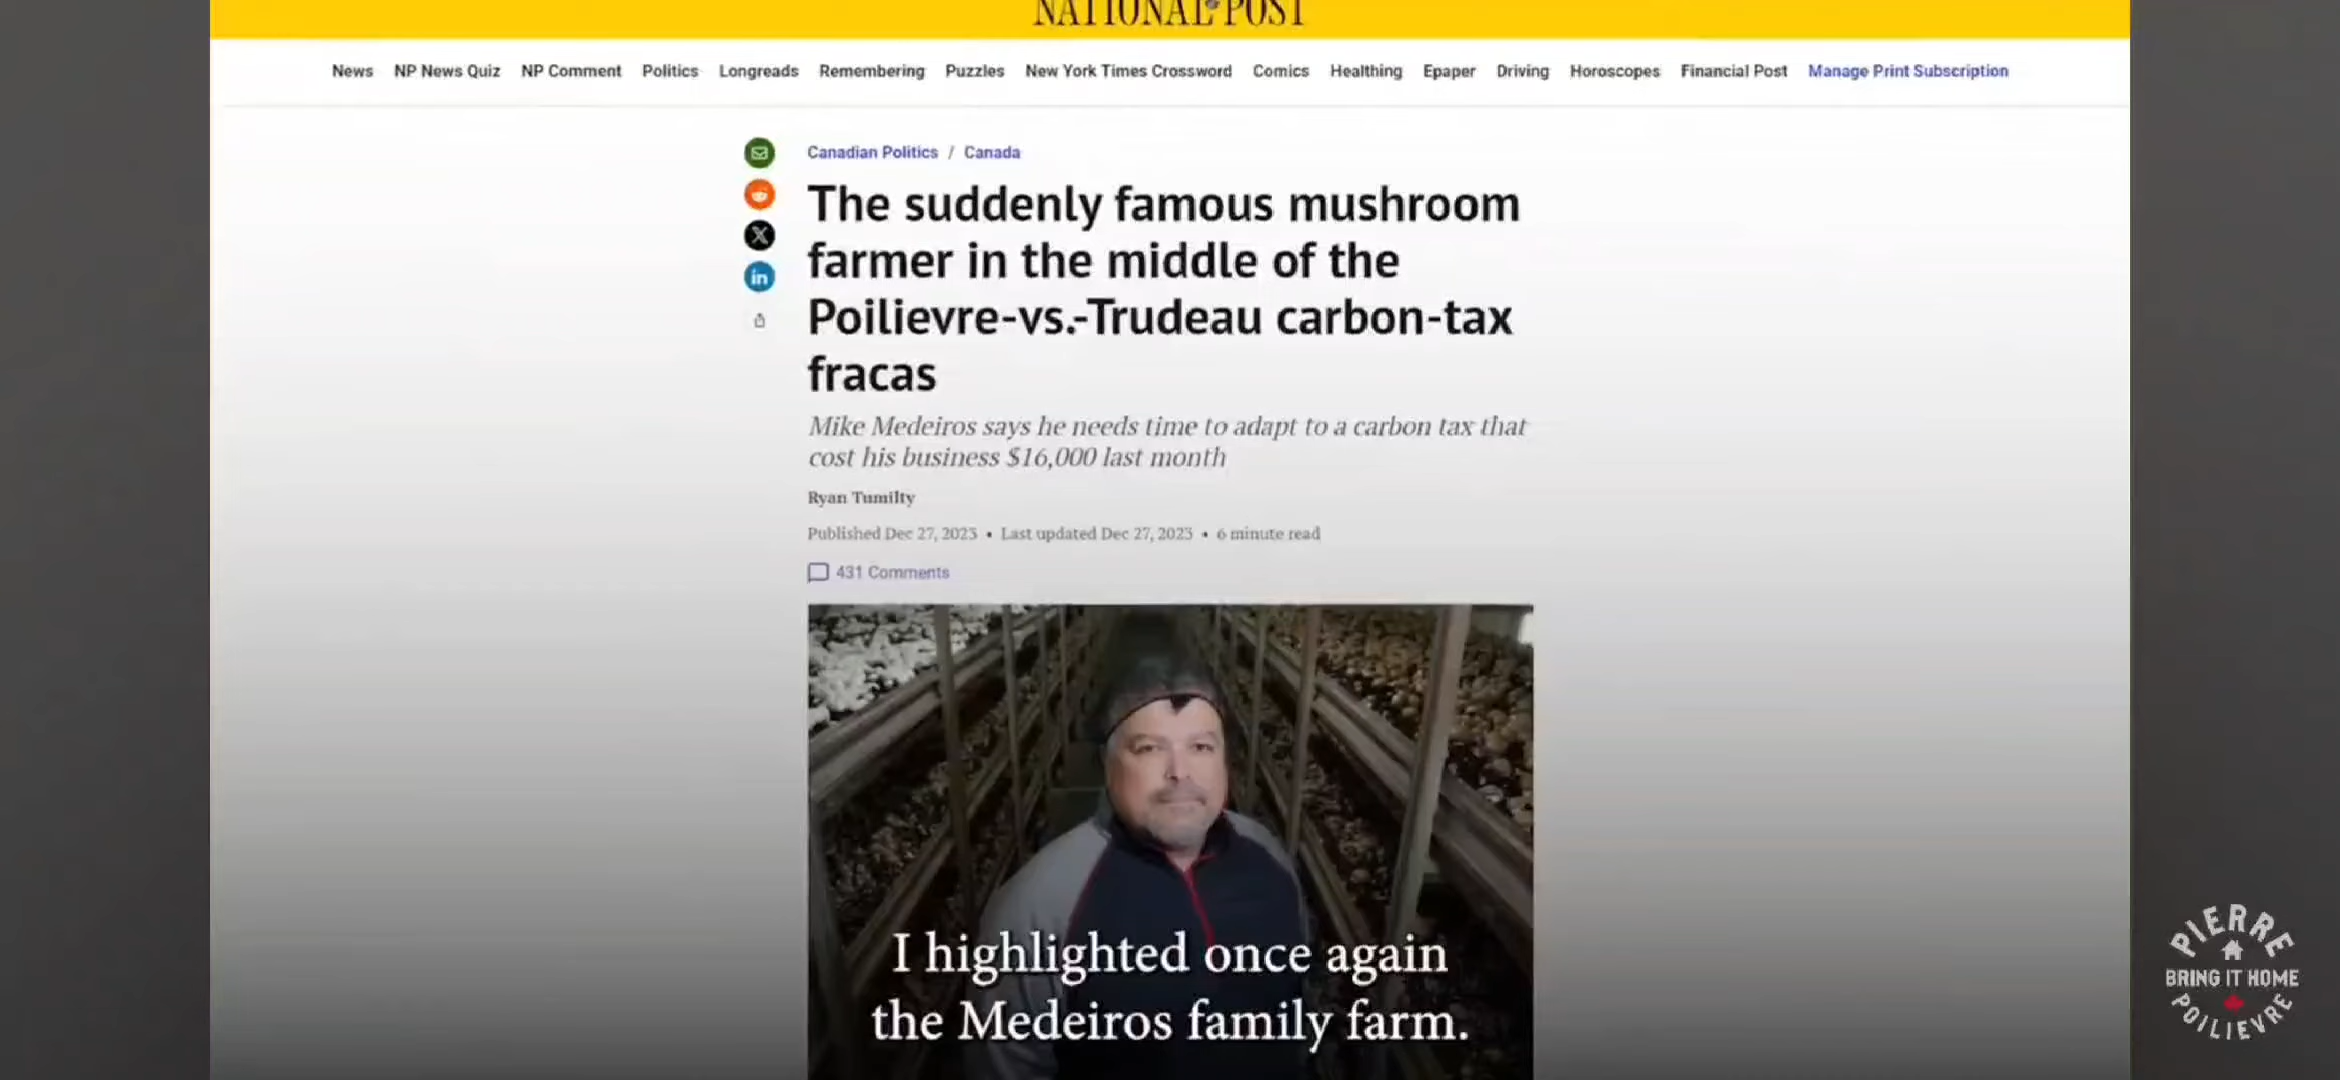 NATIONAL POST
News NP News Quiz NP Comment Politics Longreads Remembering Puzzles New York Times Crossword Comics Healthing Epaper Driving Horoscopes Financial Post Manage Print Subscription
Canadian Politics / Canada
The suddenly famous mushroom
farmer in the middle of the
Poilievre-vs.-Trudeau carbon-tax
fracas
Mike Medeiros says he needs time to adapt to a carbon tax that
cost his business $16,000 last month
Ryan Tumilty
Published Dec 27, 2023 • Last updated Dec 27, 2023 • 6 minute read
431 Comments
I highlighted once again
the Medeiros family farm.
PIERRE
BRING IT HOME
POILIEVRE